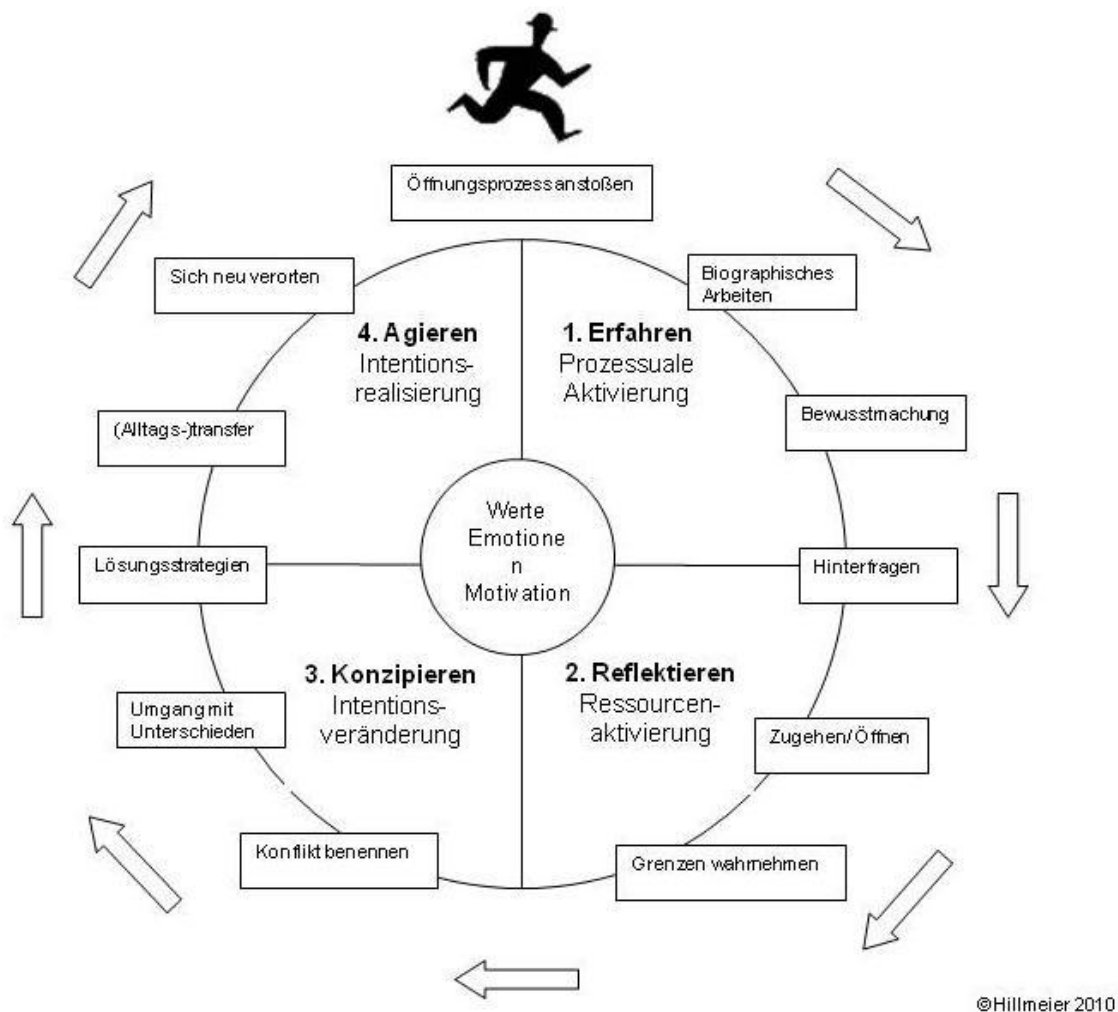 Öffnungsprozess anstoßen
Biographisches
Arbeiten
Sich neu verorten
4. Agieren
Intentions-
realisierung
1. Erfahren
Prozessuale
Aktivierung
Bewusstmachung
(Alltags-)transfer
Werte
Emotione
n
Motivation
Lösungsstrategien
Hinterfragen
3. Konzipieren
Intentions-
veränderung
2. Reflektieren
Ressourcen-
aktivierung
Umgang mit
Unterschieden
Zugehen/Öffnen
Konflikt benennen
Grenzen wahrnehmen
©Hillmeier 2010